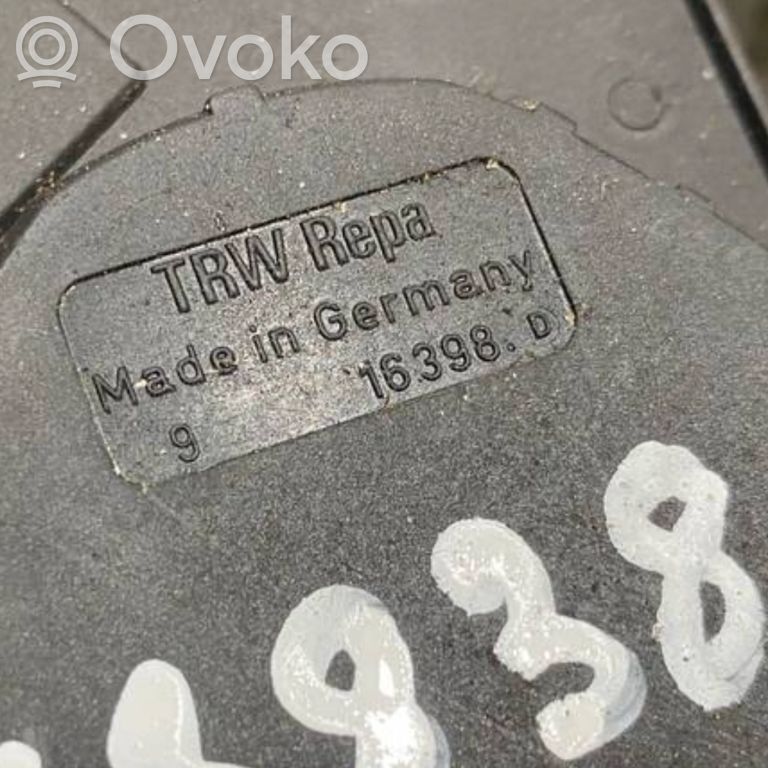 Ovoko
TRW Repa
Made in Germany
9 16398.D
938